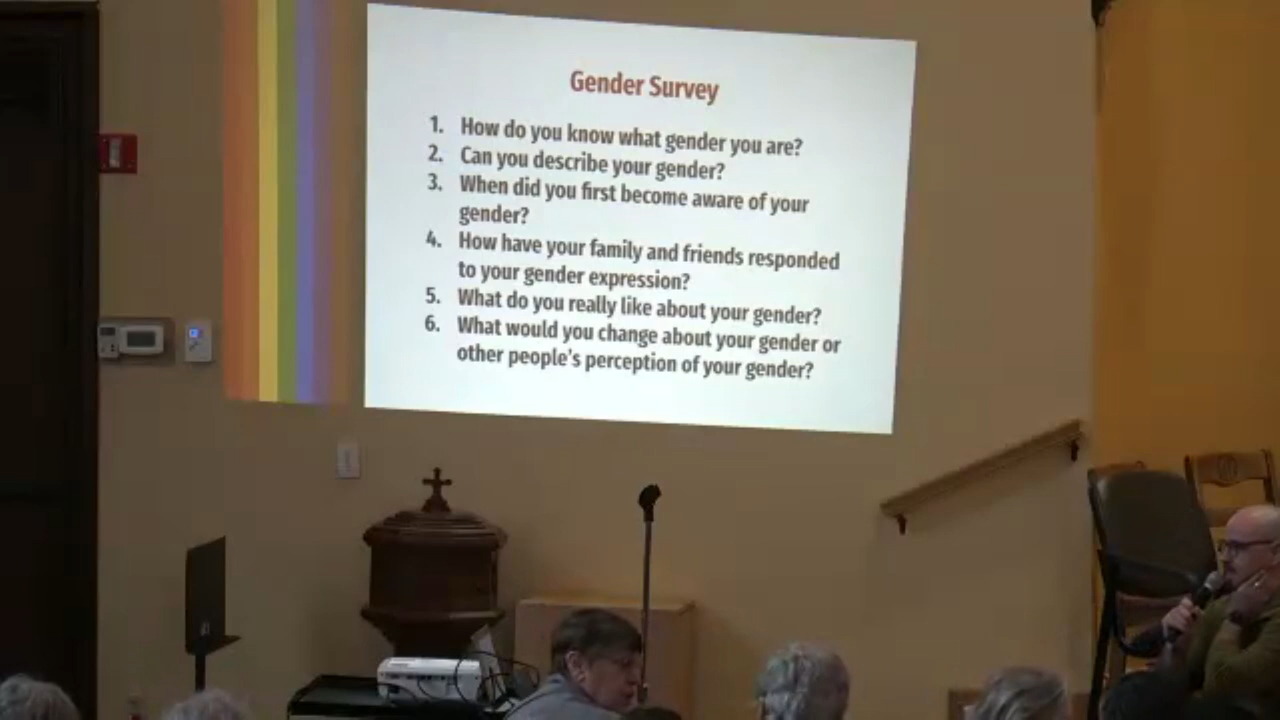 Gender Survey
1. How do you know what gender you are?
2. Can you describe your gender?
3. When did you first become aware of your
gender?
4. How have your family and friends responded
to your gender expression?
5. What do you really like about your gender?
6. What would you change about your gender or
other people's perception of your gender?